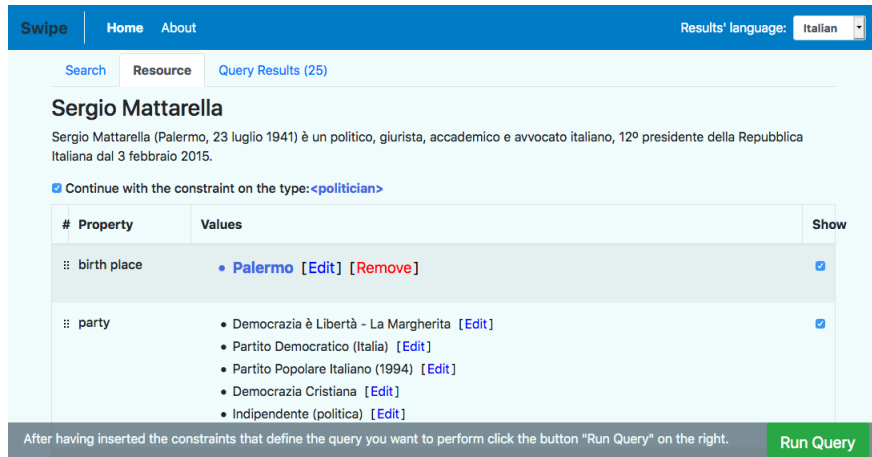 Swipe Home About Results' language: Italian
Search Resource Query Results (25)
Sergio Mattarella
Sergio Mattarella (Palermo, 23 luglio 1941) è un politico, giurista, accademico e avvocato italiano, 12º presidente della Repubblica
Italiana dal 3 febbraio 2015.
Continue with the constraint on the type:<politician>
# Property Values Show
birth place • Palermo [Edit] [Remove]
party • Democrazia è Libertà - La Margherita [Edit]
• Partito Democratico (Italia) [Edit]
• Partito Popolare Italiano (1994) [Edit]
• Democrazia Cristiana [Edit]
• Indipendente (politica) [Edit]
After having inserted the constraints that define the query you want to perform click the button "Run Query" on the right. Run Query